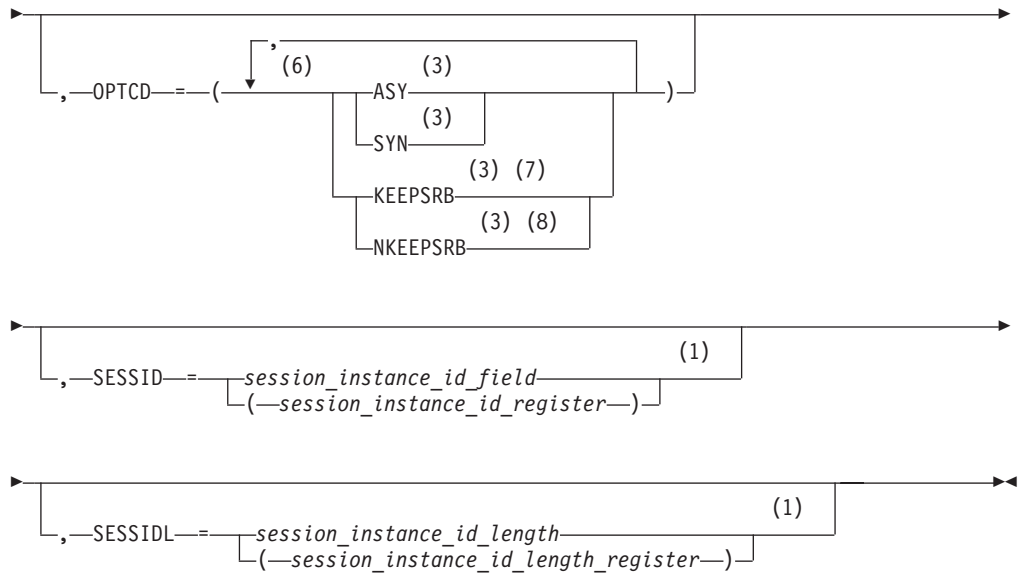 ,
(6) (3)
, OPTCD = ( ASY )
(3)
SYN
(3) (7)
KEEPSRB
(3) (8)
NKEEPSRB
(1)
, SESSID = session_instance_id_field
( session_instance_id_register )
(1)
, SESSIDL = session_instance_id_length
( session_instance_id_length_register )